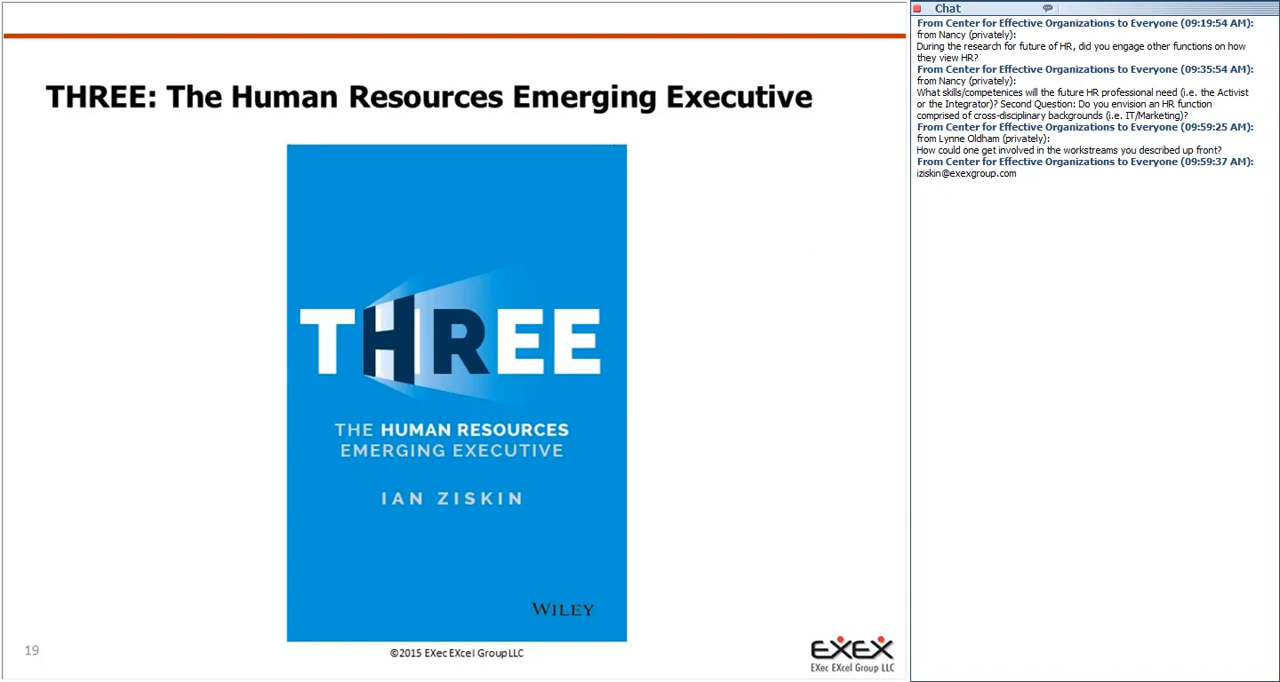 THREE: The Human Resources Emerging Executive
THREE
THE HUMAN RESOURCES
EMERGING EXECUTIVE
IAN ZISKIN
WILEY
19
©2015 EXec EXcel Group LLC
EXEX
EXec EXcel Group LLC
Chat
From Center for Effective Organizations to Everyone (09:19:54 AM):
from Nancy (privately):
During the research for future of HR, did you engage other functions on how
they view HR?
From Center for Effective Organizations to Everyone (09:35:54 AM):
from Nancy (privately):
What skills/competences will the future HR professional need (i.e. the Activist
or the Integrator)? Second Question: Do you envision an HR function
comprised of cross-disciplinary backgrounds (i.e. IT/Marketing)?
From Center for Effective Organizations to Everyone (09:59:25 AM):
from Lynne Oldham (privately):
How could one get involved in the workstreams you described up front?
From Center for Effective Organizations to Everyone (09:59:37 AM):
iziskin@exexgroup.com